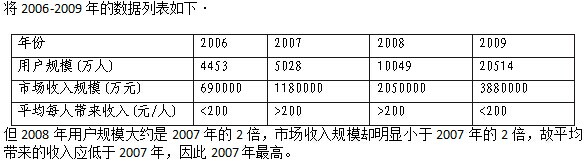 将 2006-2009 年的数据列表如下·
年份 2006 2007 2008 2009
用户规模 (万人) 4453 5028 10049 20514
市场收入规模 (万元) 690000 1180000 2050000 3880000
平均每人带来收入 (元/人) <200 >200 >200 <200
但 2008 年用户规模大约是 2007 年的 2 倍，市场收入规模却明显小于 2007 年的 2 倍，故平均
带来的收入应低于 2007 年，因此 2007 年最高。